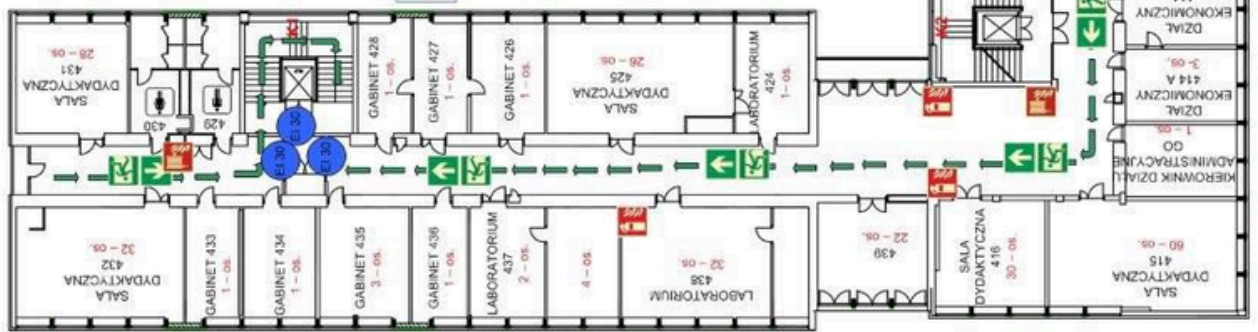 K1
K2
DZIAŁ
EKONOMICZNY
28 – os.
431
SALA
DYDAKTYCZNA
430
429
GABINET 428
1 – os.
GABINET 427
1 – os.
GABINET 426
1 – os.
26 – os.
425
SALA
DYDAKTYCZNA
LABORATORIUM
424
1 – os.
3- os.
414 A
DZIAŁ
EKONOMICZNY
1 – os.
KIEROWNIK DZIAŁU
ADMINISTRACYJNE
GO
EI 30
EI 30
EI 30
32 – os.
432
SALA
DYDAKTYCZNA
GABINET 433
1 – os.
GABINET 434
1 – os.
GABINET 435
3 – os.
GABINET 436
1 – os.
LABORATORIUM
437
2 – os.
4 – os.
32 – os.
438
LABORATORIUM
22 – os.
439
SALA
DYDAKTYCZNA
416
30 – os.
60 – os.
415
SALA
DYDAKTYCZNA